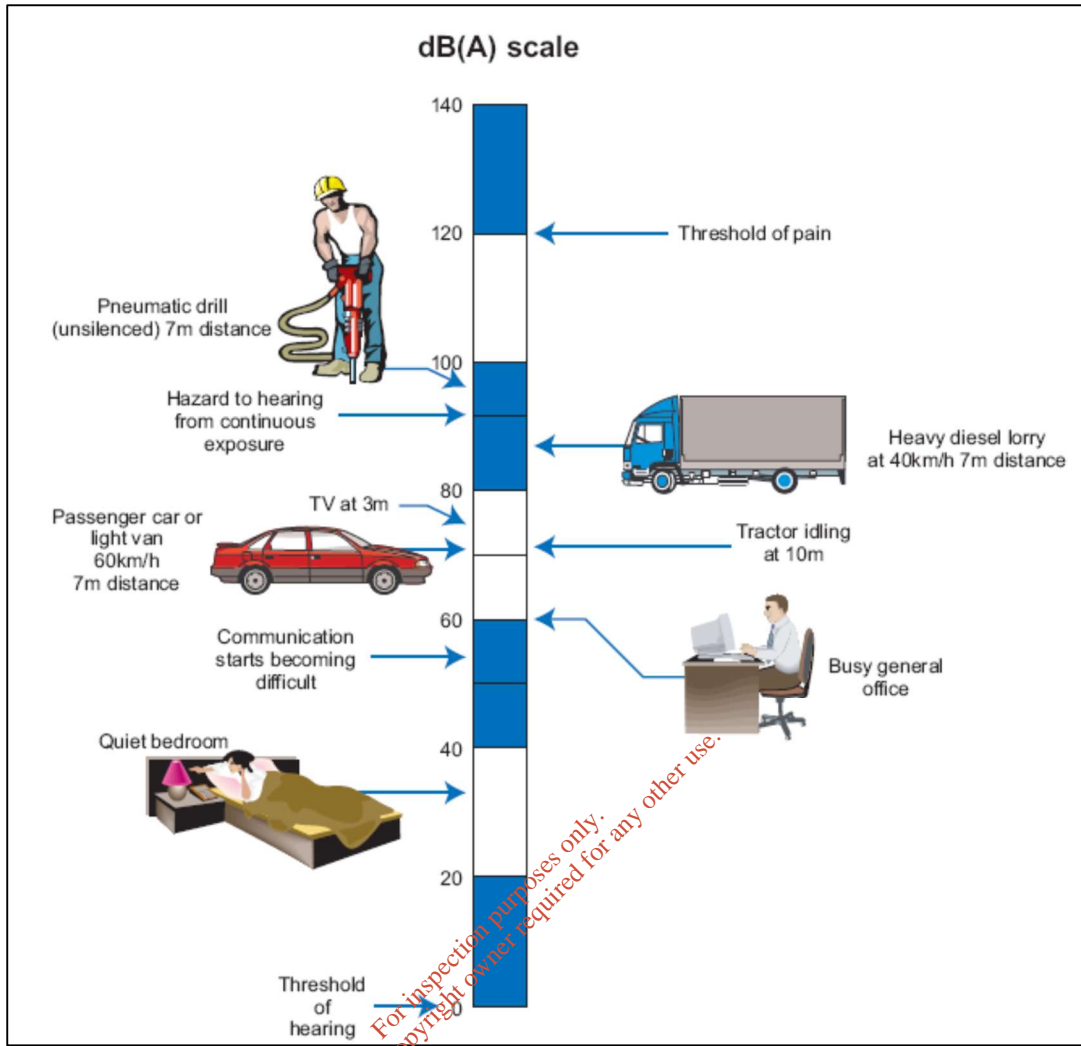 dB(A) scale
140
120
Threshold of pain
Pneumatic drill
(unsilenced) 7m distance
100
Hazard to hearing
from continuous
exposure
Heavy diesel lorry
at 40km/h 7m distance
80
TV at 3m
Passenger car or
light van
60km/h
7m distance
Tractor idling
at 10m
60
Communication
starts becoming
difficult
Busy general
office
Quiet bedroom
40
20
Threshold
of
hearing
0
For inspection purposes only.
owner required for any other use.